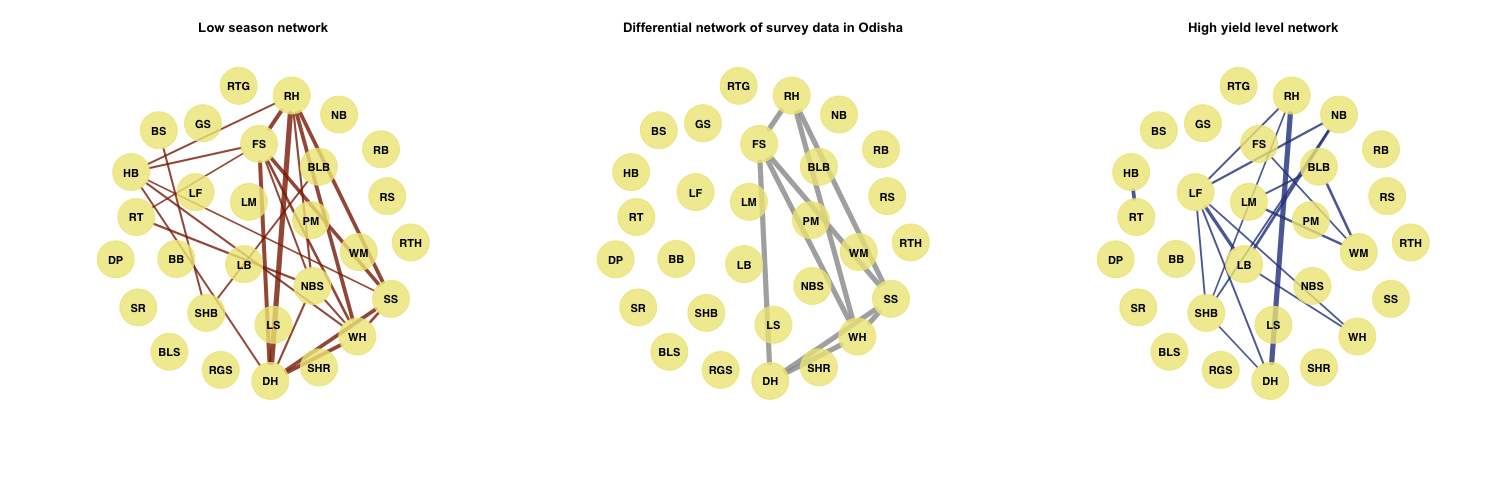 Low season network
RTG
RH
NB
GS
BS
FS
RB
BLB
HB
LF
LM
RS
RT
PM
RTH
WM
DP
BB
LB
NBS
SS
SR
SHB
LS
WH
BLS
RGS
SHR
DH
Differential network of survey data in Odisha
RTG
RH
NB
GS
BS
FS
RB
BLB
HB
LF
LM
RS
RT
PM
RTH
WM
DP
BB
LB
NBS
SS
SR
SHB
LS
WH
BLS
RGS
SHR
DH
High yield level network
RTG
RH
NB
GS
BS
FS
RB
BLB
HB
LF
LM
RS
RT
PM
RTH
WM
DP
BB
LB
NBS
SS
SR
SHB
LS
WH
BLS
RGS
SHR
DH